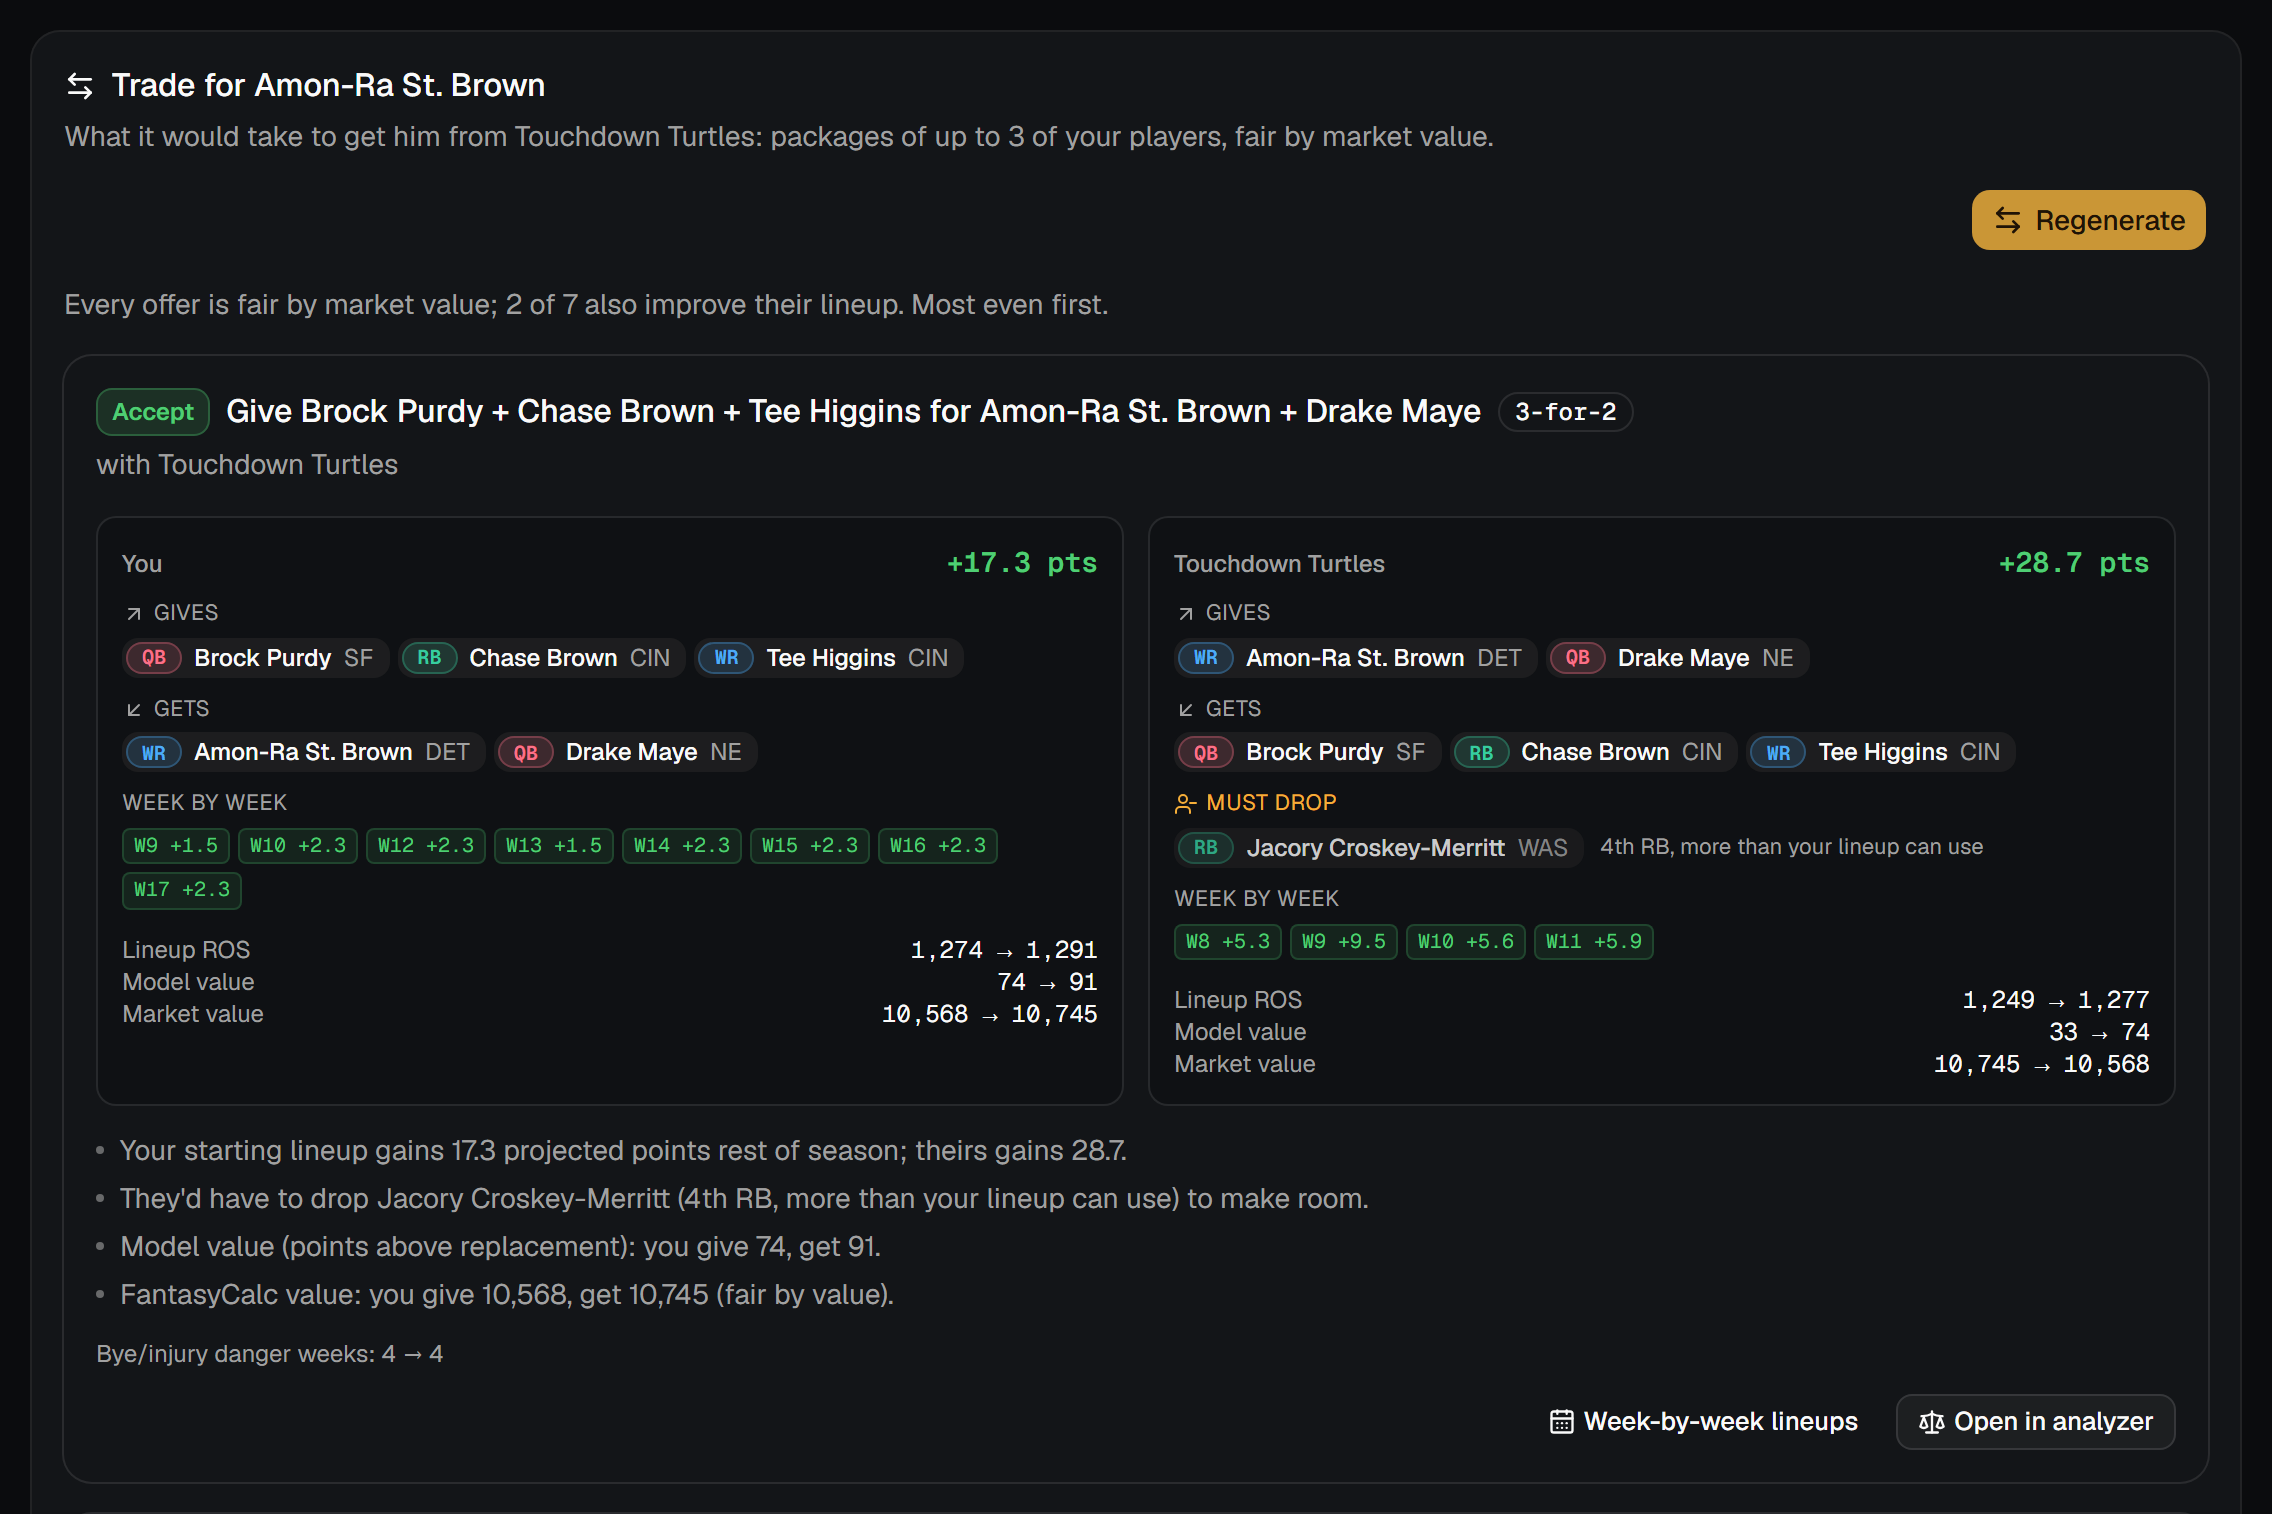 Trade for Amon-Ra St. Brown
What it would take to get him from Touchdown Turtles: packages of up to 3 of your players, fair by market value.
Regenerate
Every offer is fair by market value; 2 of 7 also improve their lineup. Most even first.
Accept Give Brock Purdy + Chase Brown + Tee Higgins for Amon-Ra St. Brown + Drake Maye 3-for-2
with Touchdown Turtles
You +17.3 pts
GIVES
QB Brock Purdy SF RB Chase Brown CIN WR Tee Higgins CIN
GETS
WR Amon-Ra St. Brown DET QB Drake Maye NE
WEEK BY WEEK
W9 +1.5 W10 +2.3 W12 +2.3 W13 +1.5 W14 +2.3 W15 +2.3 W16 +2.3
W17 +2.3
Lineup ROS 1,274 → 1,291
Model value 74 → 91
Market value 10,568 → 10,745
Touchdown Turtles +28.7 pts
GIVES
WR Amon-Ra St. Brown DET QB Drake Maye NE
GETS
QB Brock Purdy SF RB Chase Brown CIN WR Tee Higgins CIN
MUST DROP
RB Jacory Croskey-Merritt WAS 4th RB, more than your lineup can use
WEEK BY WEEK
W8 +5.3 W9 +9.5 W10 +5.6 W11 +5.9
Lineup ROS 1,249 → 1,277
Model value 33 → 74
Market value 10,745 → 10,568
• Your starting lineup gains 17.3 projected points rest of season; theirs gains 28.7.
• They'd have to drop Jacory Croskey-Merritt (4th RB, more than your lineup can use) to make room.
• Model value (points above replacement): you give 74, get 91.
• FantasyCalc value: you give 10,568, get 10,745 (fair by value).
Bye/injury danger weeks: 4 → 4
Week-by-week lineups
Open in analyzer